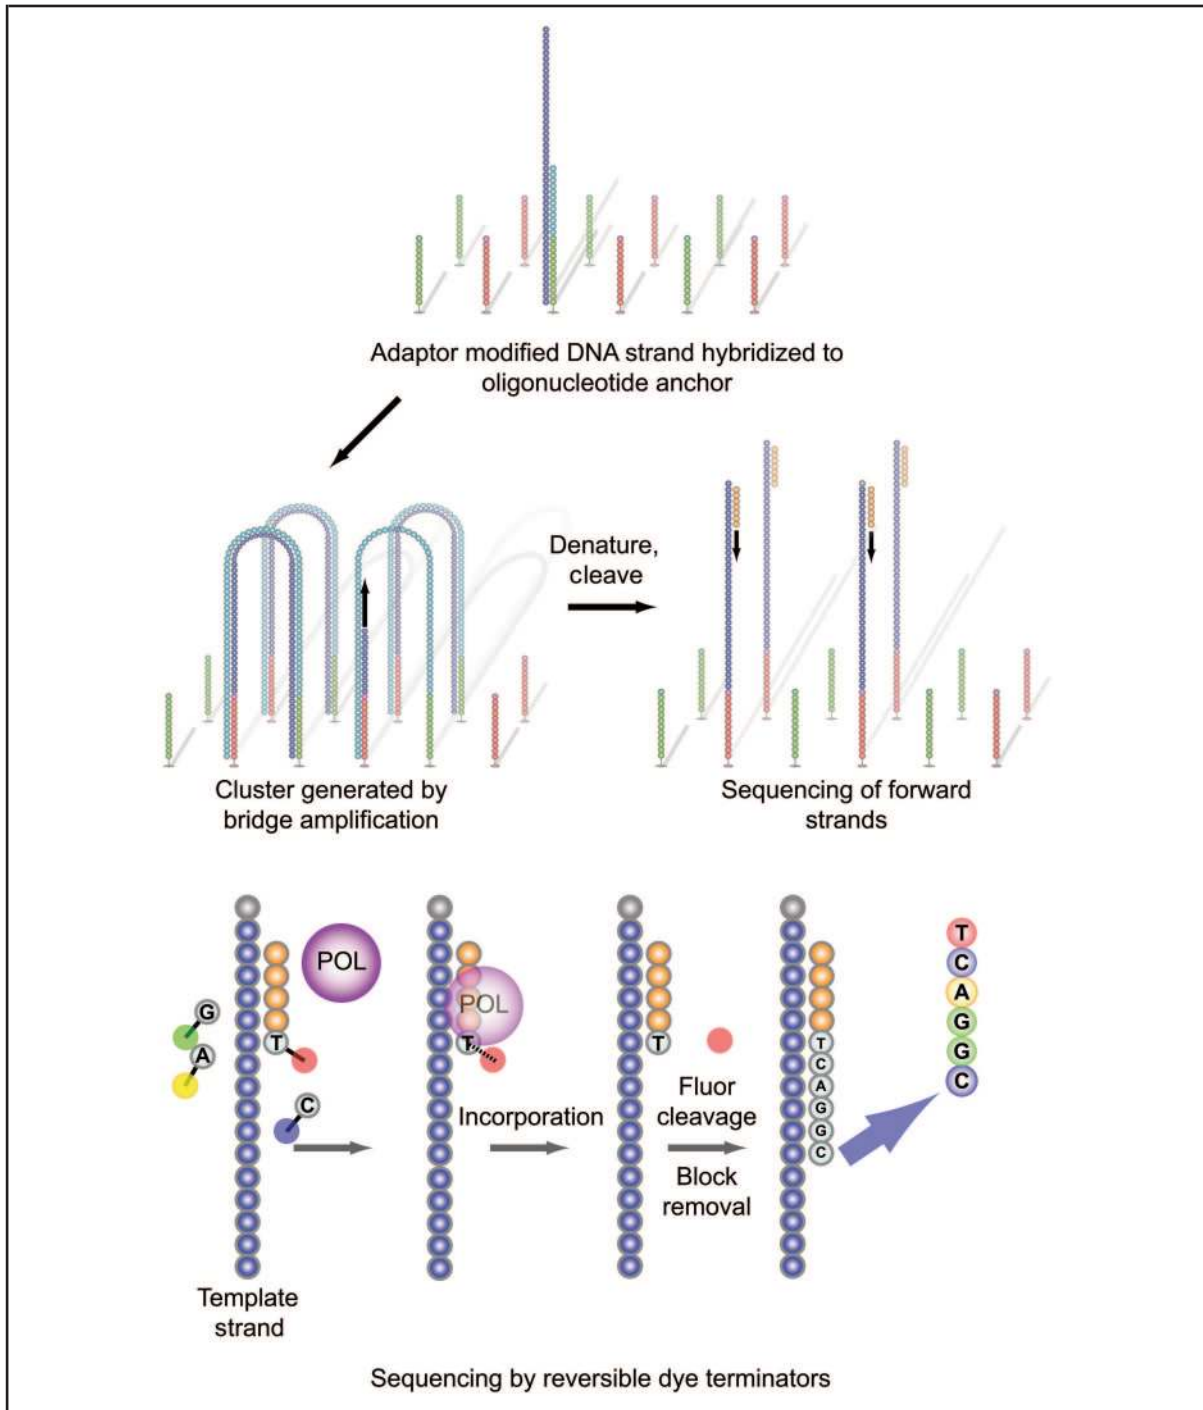 Adaptor modified DNA strand hybridized to
oligonucleotide anchor
Denature,
cleave
Cluster generated by
bridge amplification
Sequencing of forward
strands
POL
G
A
T
C
POL
T
Incorporation
T
Fluor
cleavage
Block
removal
T
C
A
G
G
C
T
C
A
G
G
C
Template
strand
Sequencing by reversible dye terminators